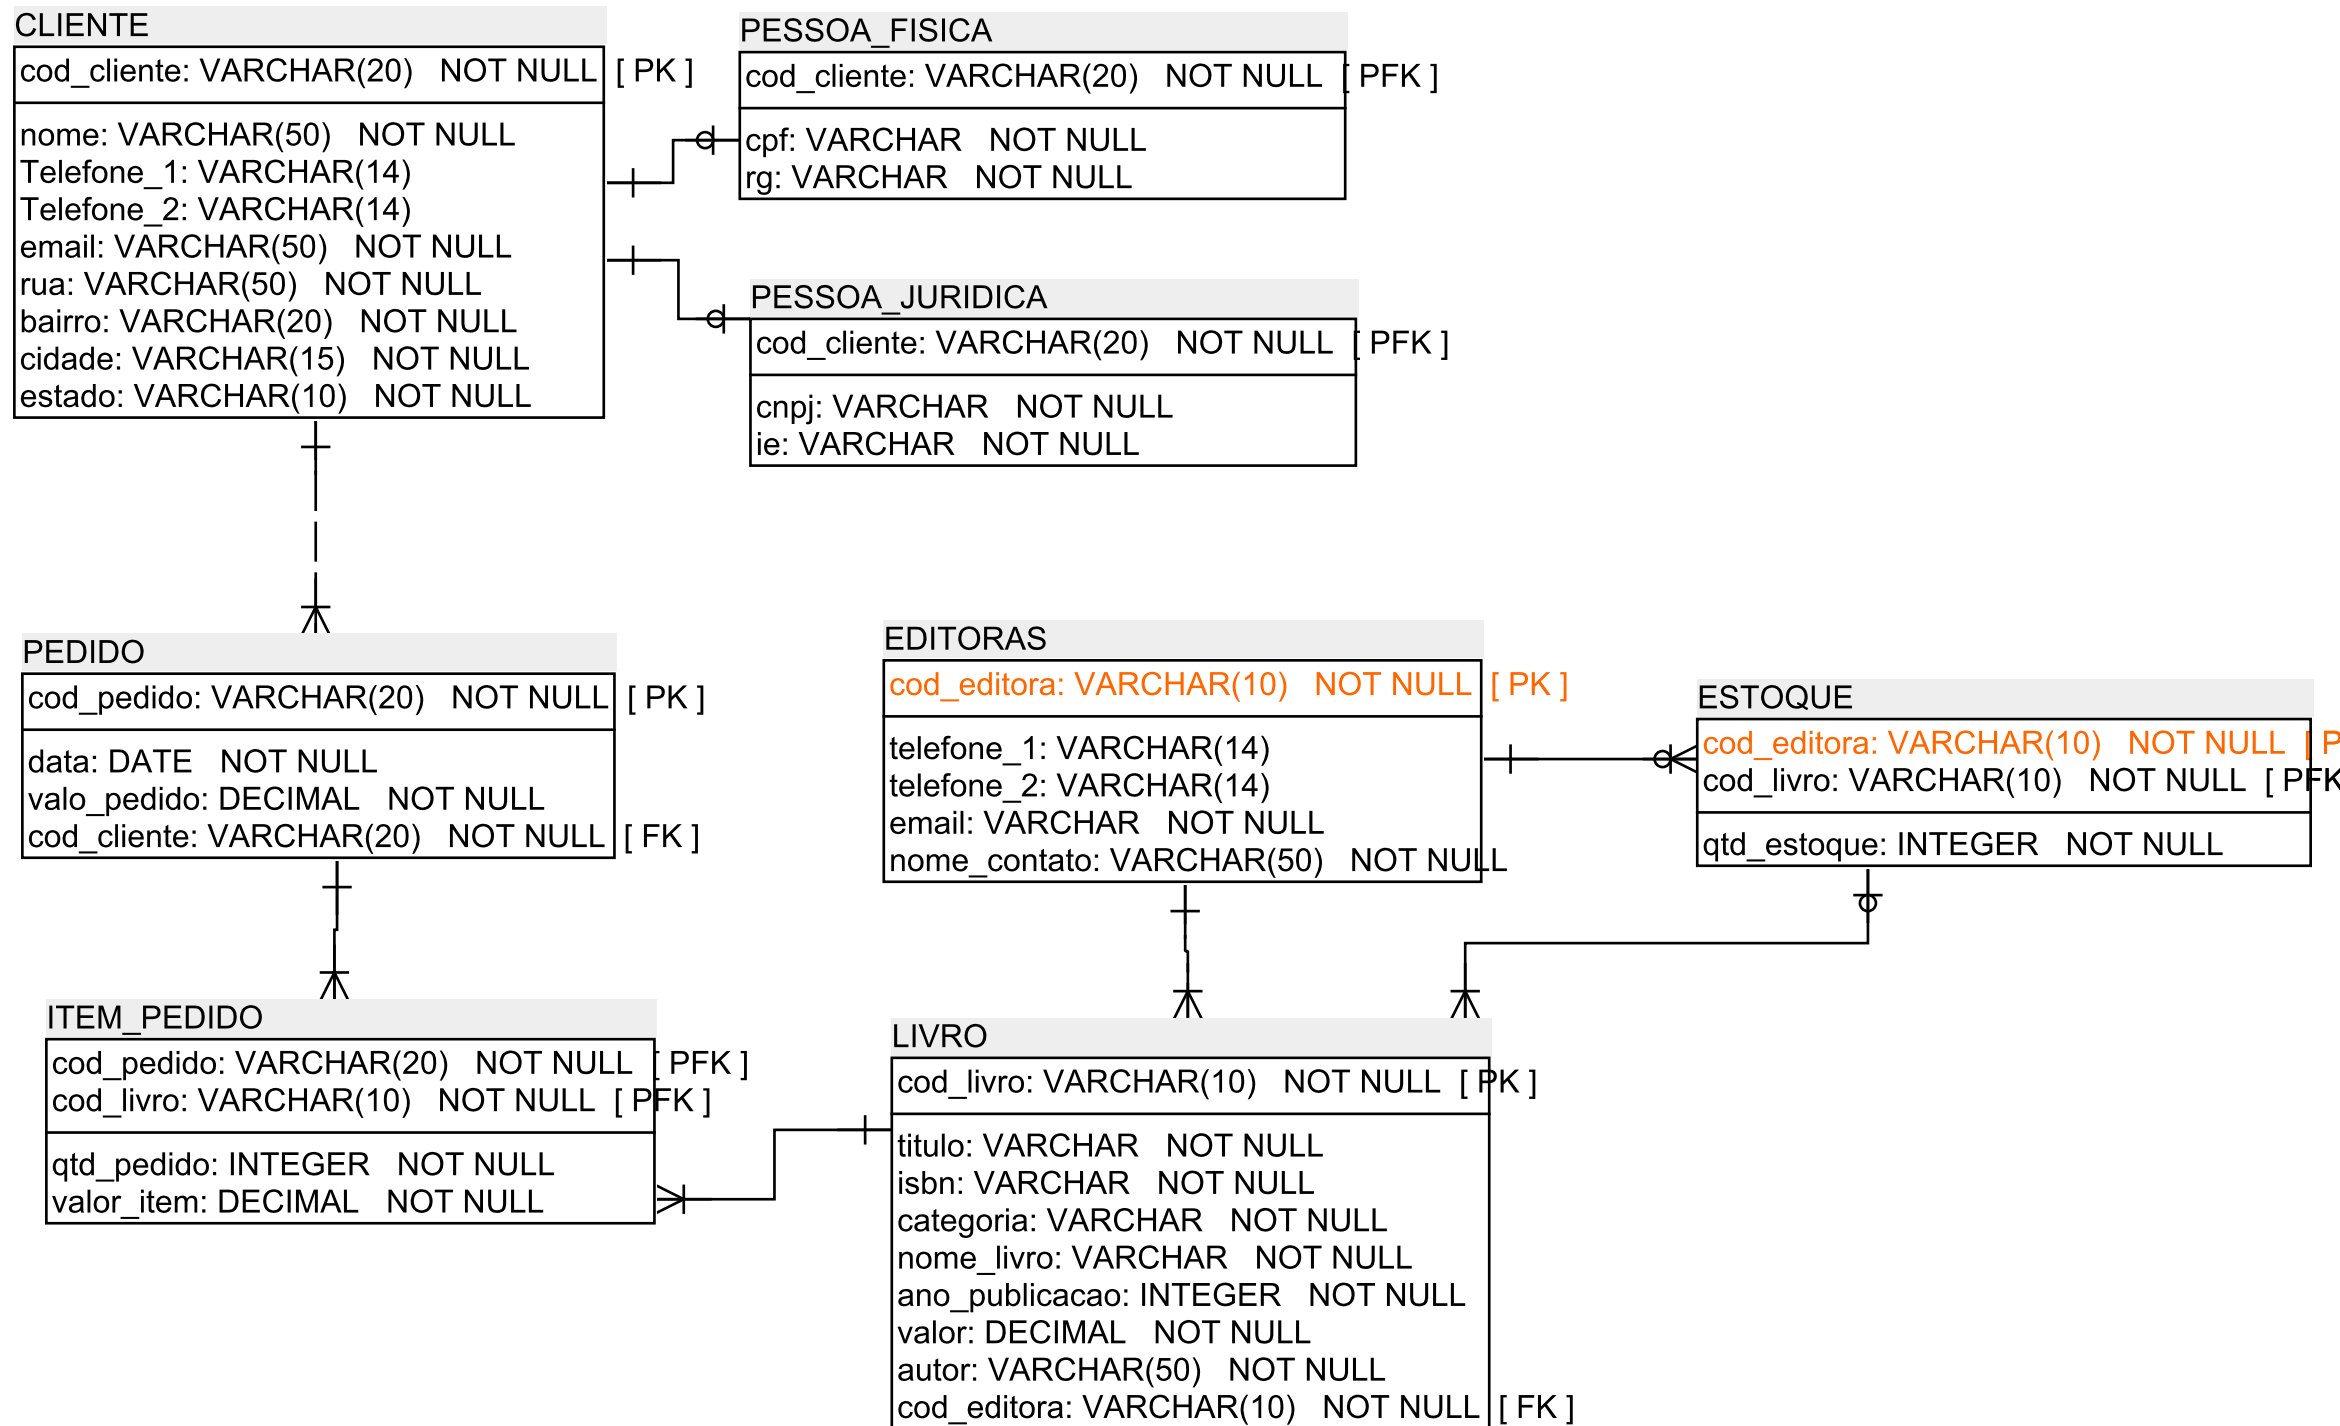 CLIENTE
cod_cliente: VARCHAR(20) NOT NULL [ PK ]
nome: VARCHAR(50) NOT NULL
Telefone_1: VARCHAR(14)
Telefone_2: VARCHAR(14)
email: VARCHAR(50) NOT NULL
rua: VARCHAR(50) NOT NULL
bairro: VARCHAR(20) NOT NULL
cidade: VARCHAR(15) NOT NULL
estado: VARCHAR(10) NOT NULL
PESSOA_FISICA
cod_cliente: VARCHAR(20) NOT NULL [ PFK ]
cpf: VARCHAR NOT NULL
rg: VARCHAR NOT NULL
PESSOA_JURIDICA
cod_cliente: VARCHAR(20) NOT NULL [ PFK ]
cnpj: VARCHAR NOT NULL
ie: VARCHAR NOT NULL
PEDIDO
cod_pedido: VARCHAR(20) NOT NULL [ PK ]
data: DATE NOT NULL
valo_pedido: DECIMAL NOT NULL
cod_cliente: VARCHAR(20) NOT NULL [ FK ]
EDITORAS
cod_editora: VARCHAR(10) NOT NULL [ PK ]
telefone_1: VARCHAR(14)
telefone_2: VARCHAR(14)
email: VARCHAR NOT NULL
nome_contato: VARCHAR(50) NOT NULL
ESTOQUE
cod_editora: VARCHAR(10) NOT NULL [ P
cod_livro: VARCHAR(10) NOT NULL [ PFK
qtd_estoque: INTEGER NOT NULL
ITEM_PEDIDO
cod_pedido: VARCHAR(20) NOT NULL [ PFK ]
cod_livro: VARCHAR(10) NOT NULL [ PFK ]
qtd_pedido: INTEGER NOT NULL
valor_item: DECIMAL NOT NULL
LIVRO
cod_livro: VARCHAR(10) NOT NULL [ PK ]
titulo: VARCHAR NOT NULL
isbn: VARCHAR NOT NULL
categoria: VARCHAR NOT NULL
nome_livro: VARCHAR NOT NULL
ano_publicacao: INTEGER NOT NULL
valor: DECIMAL NOT NULL
autor: VARCHAR(50) NOT NULL
cod_editora: VARCHAR(10) NOT NULL [ FK ]